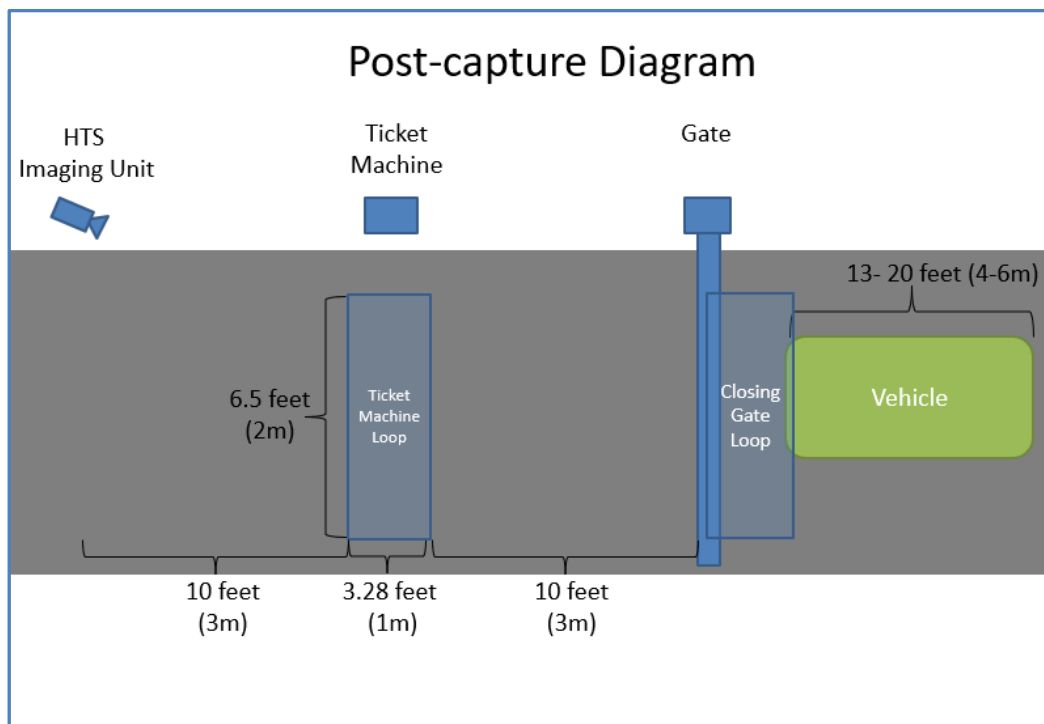 Post-capture Diagram
HTS
Imaging Unit
Ticket
Machine
Gate
13- 20 feet (4-6m)
6.5 feet
(2m)
Ticket
Machine
Loop
Closing
Gate
Loop
Vehicle
10 feet
(3m)
3.28 feet
(1m)
10 feet
(3m)